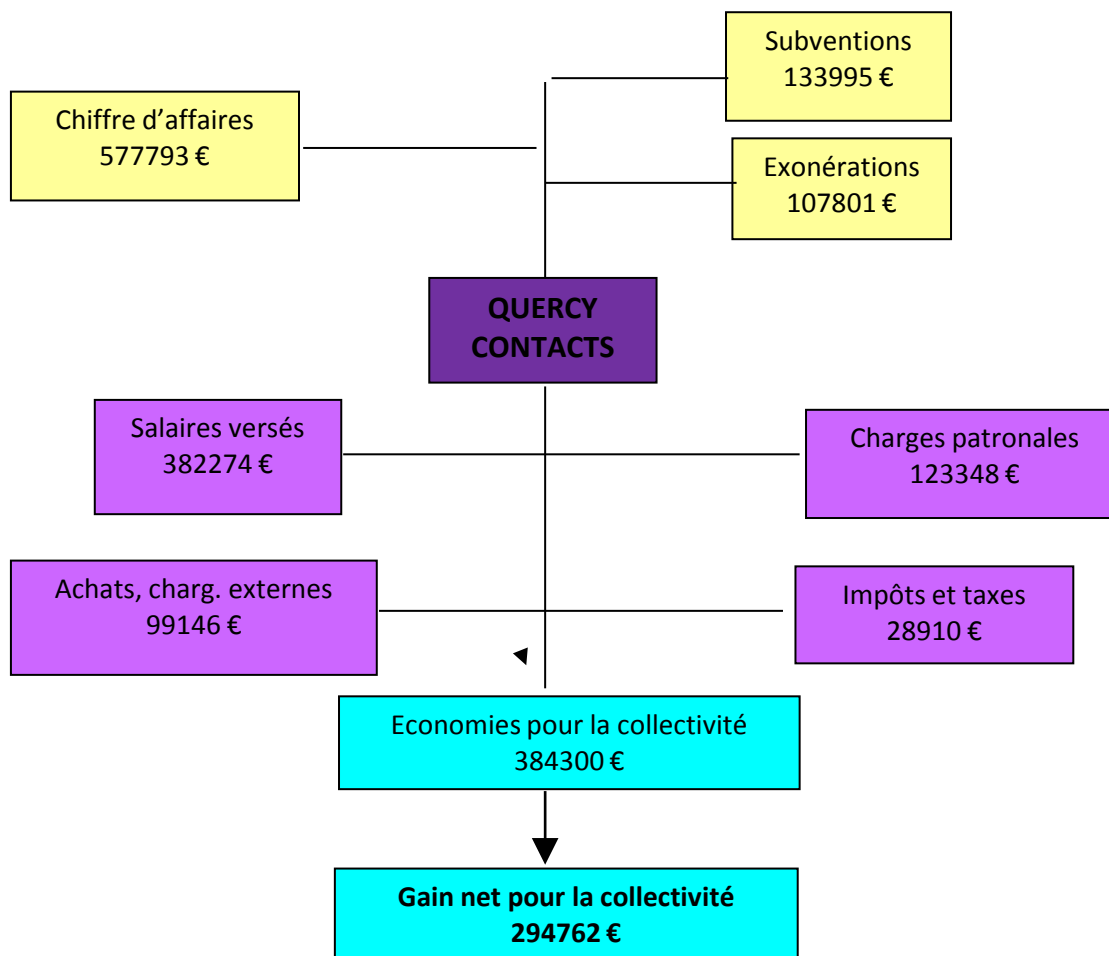 Subventions
133995 €
Chiffre d'affaires
577793 €
Exonérations
107801 €
QUERCY
CONTACTS
Salaires versés
382274 €
Charges patronales
123348 €
Achats, charg. externes
99146 €
Impôts et taxes
28910 €
Economies pour la collectivité
384300 €
Gain net pour la collectivité
294762 €